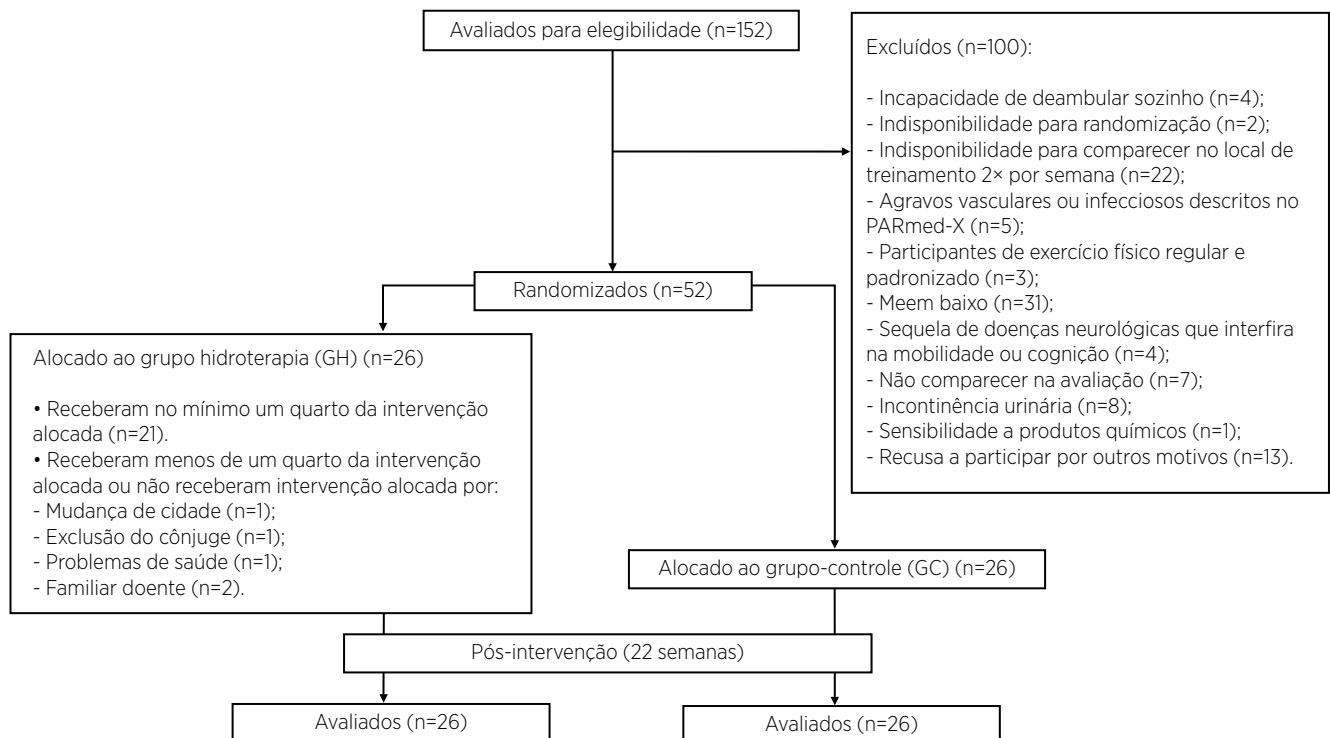 Avaliados para elegibilidade (n=152)
Excluídos (n=100):
- Incapacidade de deambular sozinho (n=4);
- Indisponibilidade para randomização (n=2);
- Indisponibilidade para comparecer no local de
treinamento 2× por semana (n=22);
- Agravos vasculares ou infecciosos descritos no
PARmed-X (n=5);
- Participantes de exercício físico regular e
padronizado (n=3);
- Meem baixo (n=31);
- Sequela de doenças neurológicas que interfira
na mobilidade ou cognição (n=4);
- Não comparecer na avaliação (n=7);
- Incontinência urinária (n=8);
- Sensibilidade a produtos químicos (n=1);
- Recusa a participar por outros motivos (n=13).
Randomizados (n=52)
Alocado ao grupo hidroterapia (GH) (n=26)
• Receberam no mínimo um quarto da intervenção
alocada (n=21).
• Receberam menos de um quarto da intervenção
alocada ou não receberam intervenção alocada por:
- Mudança de cidade (n=1);
- Exclusão do cônjuge (n=1);
- Problemas de saúde (n=1);
- Familiar doente (n=2).
Alocado ao grupo-controle (GC) (n=26)
Pós-intervenção (22 semanas)
Avaliados (n=26)
Avaliados (n=26)